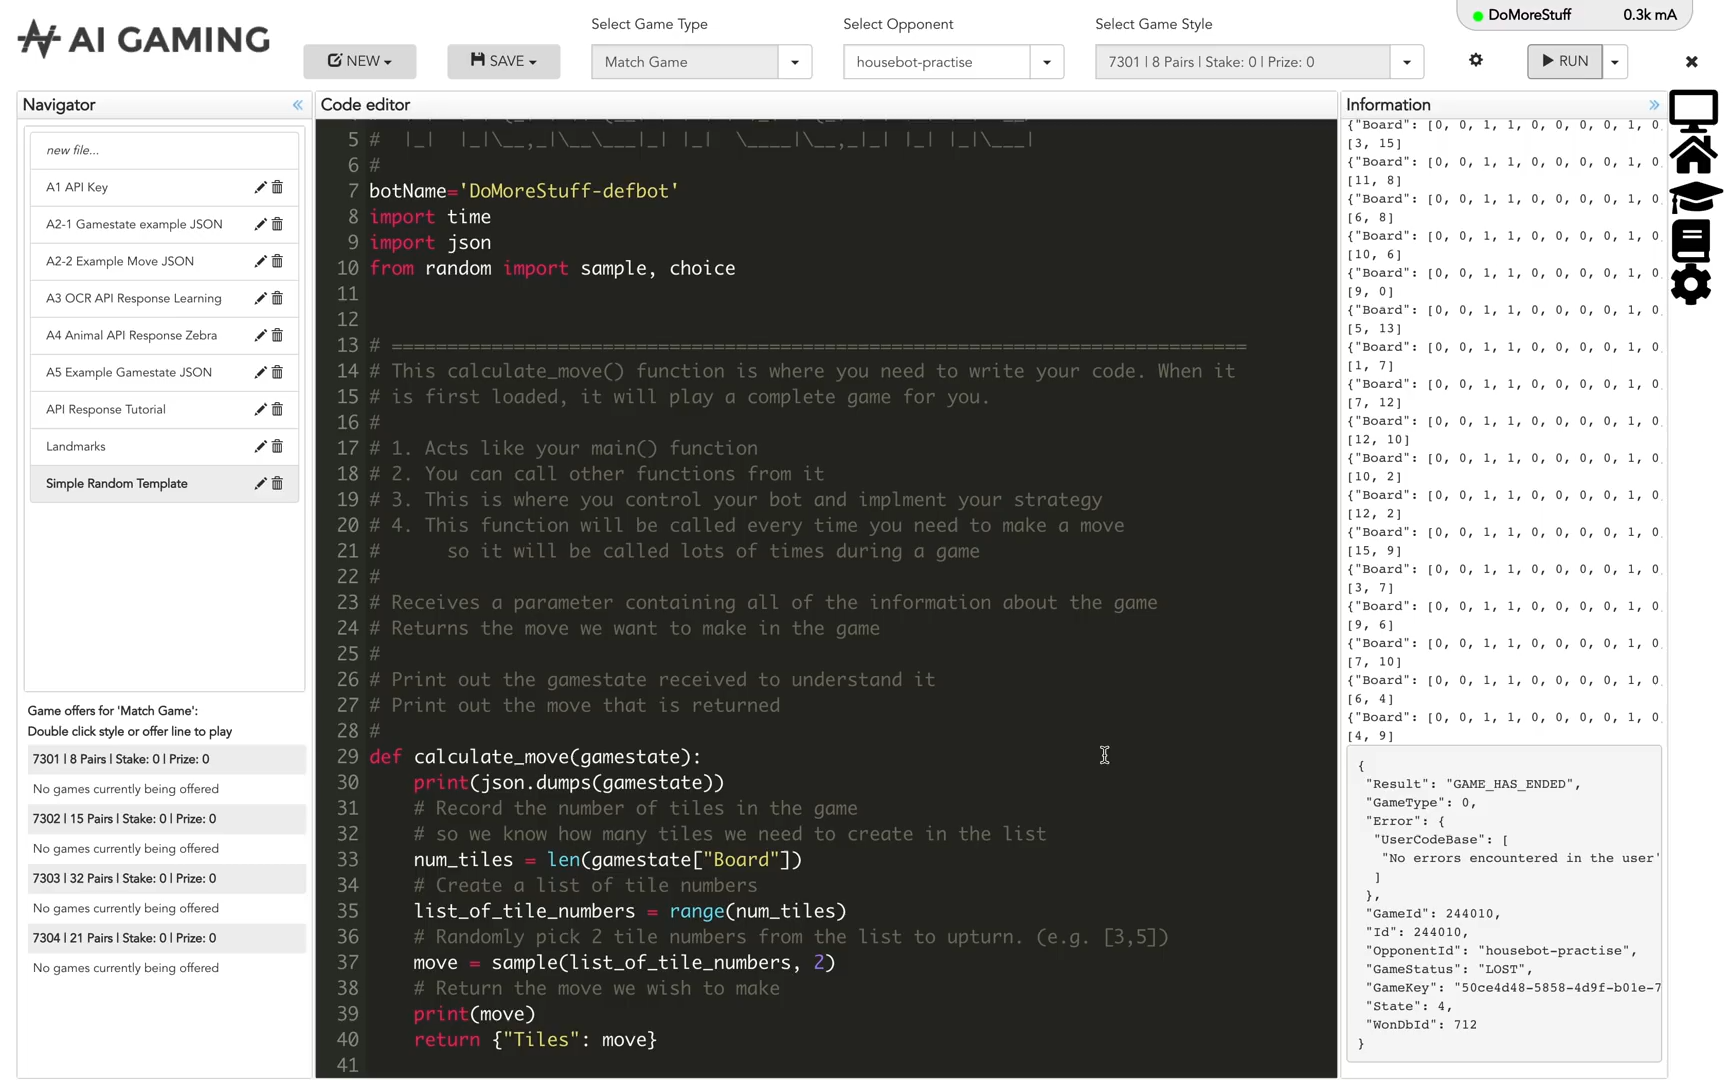 AI GAMING
NEW
SAVE
Select Game Type
Match Game
Select Opponent
housebot-practise
Select Game Style
7301 | 8 Pairs | Stake: 0 | Prize: 0
DoMoreStuff 0.3k mA
RUN
Navigator
new file...
A1 API Key
A2-1 Gamestate example JSON
A2-2 Example Move JSON
A3 OCR API Response Learning
A4 Animal API Response Zebra
A5 Example Gamestate JSON
API Response Tutorial
Landmarks
Simple Random Template
Game offers for 'Match Game':
Double click style or offer line to play
7301 | 8 Pairs | Stake: 0 | Prize: 0
No games currently being offered
7302 | 15 Pairs | Stake: 0 | Prize: 0
No games currently being offered
7303 | 32 Pairs | Stake: 0 | Prize: 0
No games currently being offered
7304 | 21 Pairs | Stake: 0 | Prize: 0
No games currently being offered
Code editor
5 # |_| |_|\__,_|\__\___|_| |_| \____|\__,_|_| |_| |_|\___|
6 #
7 botName='DoMoreStuff-defbot'
8 import time
9 import json
10 from random import sample, choice
11
12
13 # =============================================================================
14 # This calculate_move() function is where you need to write your code. When it
15 # is first loaded, it will play a complete game for you.
16 #
17 # 1. Acts like your main() function
18 # 2. You can call other functions from it
19 # 3. This is where you control your bot and implment your strategy
20 # 4. This function will be called every time you need to make a move
21 #      so it will be called lots of times during a game
22 #
23 # Receives a parameter containing all of the information about the game
24 # Returns the move we want to make in the game
25 #
26 # Print out the gamestate received to understand it
27 # Print out the move that is returned
28 #
29 def calculate_move(gamestate):
30     print(json.dumps(gamestate))
31     # Record the number of tiles in the game
32     # so we know how many tiles we need to create in the list
33     num_tiles = len(gamestate["Board"])
34     # Create a list of tile numbers
35     list_of_tile_numbers = range(num_tiles)
36     # Randomly pick 2 tile numbers from the list to upturn. (e.g. [3,5])
37     move = sample(list_of_tile_numbers, 2)
38     # Return the move we wish to make
39     print(move)
40     return {"Tiles": move}
41
Information
{"Board": [0, 0, 1, 1, 0, 0, 0, 0, 1, 0
[3, 15]
{"Board": [0, 0, 1, 1, 0, 0, 0, 0, 1, 0
[11, 8]
{"Board": [0, 0, 1, 1, 0, 0, 0, 0, 1, 0
[6, 8]
{"Board": [0, 0, 1, 1, 0, 0, 0, 0, 1, 0
[10, 6]
{"Board": [0, 0, 1, 1, 0, 0, 0, 0, 1, 0
[9, 0]
{"Board": [0, 0, 1, 1, 0, 0, 0, 0, 1, 0
[5, 13]
{"Board": [0, 0, 1, 1, 0, 0, 0, 0, 1, 0
[1, 7]
{"Board": [0, 0, 1, 1, 0, 0, 0, 0, 1, 0
[7, 12]
{"Board": [0, 0, 1, 1, 0, 0, 0, 0, 1, 0
[12, 10]
{"Board": [0, 0, 1, 1, 0, 0, 0, 0, 1, 0
[10, 2]
{"Board": [0, 0, 1, 1, 0, 0, 0, 0, 1, 0
[12, 2]
{"Board": [0, 0, 1, 1, 0, 0, 0, 0, 1, 0
[15, 9]
{"Board": [0, 0, 1, 1, 0, 0, 0, 0, 1, 0
[3, 7]
{"Board": [0, 0, 1, 1, 0, 0, 0, 0, 1, 0
[9, 6]
{"Board": [0, 0, 1, 1, 0, 0, 0, 0, 1, 0
[7, 10]
{"Board": [0, 0, 1, 1, 0, 0, 0, 0, 1, 0
[6, 4]
{"Board": [0, 0, 1, 1, 0, 0, 0, 0, 1, 0
[4, 9]
{
"Result": "GAME_HAS_ENDED",
"GameType": 0,
"Error": {
"UserCodeBase": [
"No errors encountered in the user'
]
},
"GameId": 244010,
"Id": 244010,
"OpponentId": "housebot-practise",
"GameStatus": "LOST",
"GameKey": "50ce4d48-5858-4d9f-b01e-7
"State": 4,
"WonDbId": 712
}